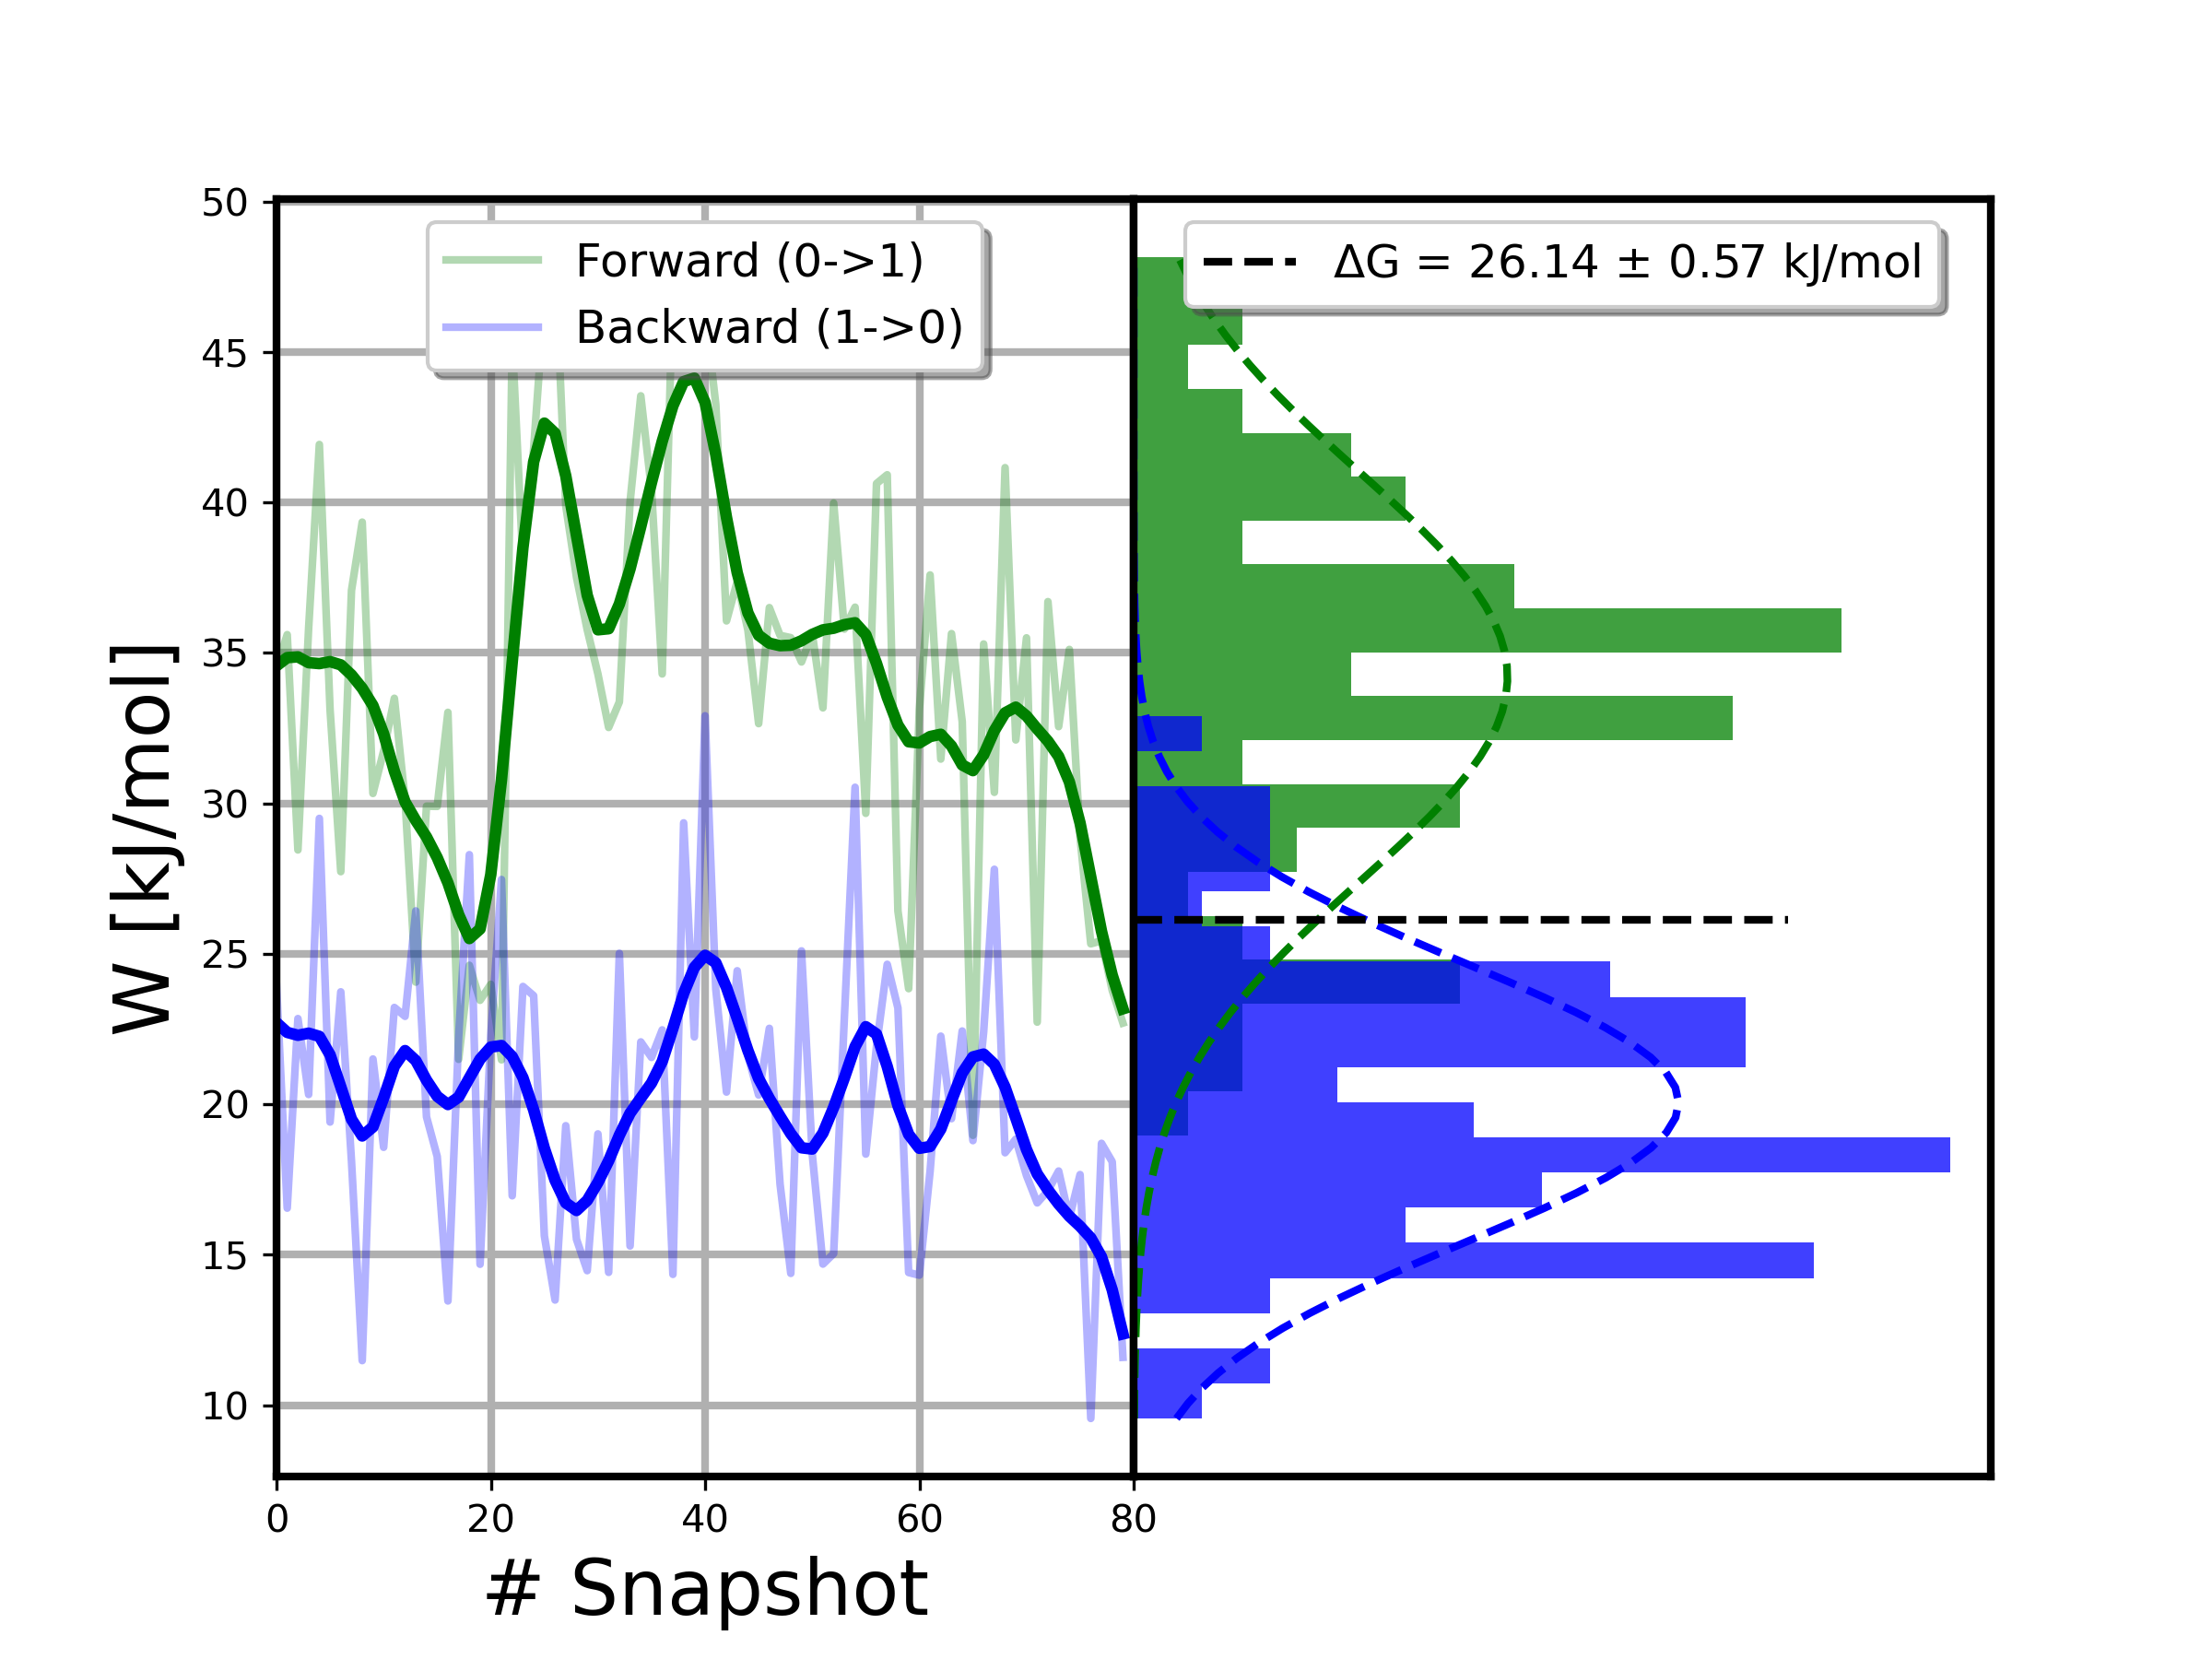 Forward (0->1)
Backward (1->0)
ΔG = 26.14 ± 0.57 kJ/mol
W [kJ/mol]
50
45
40
35
30
25
20
15
10
0 20 40 60 80
# Snapshot